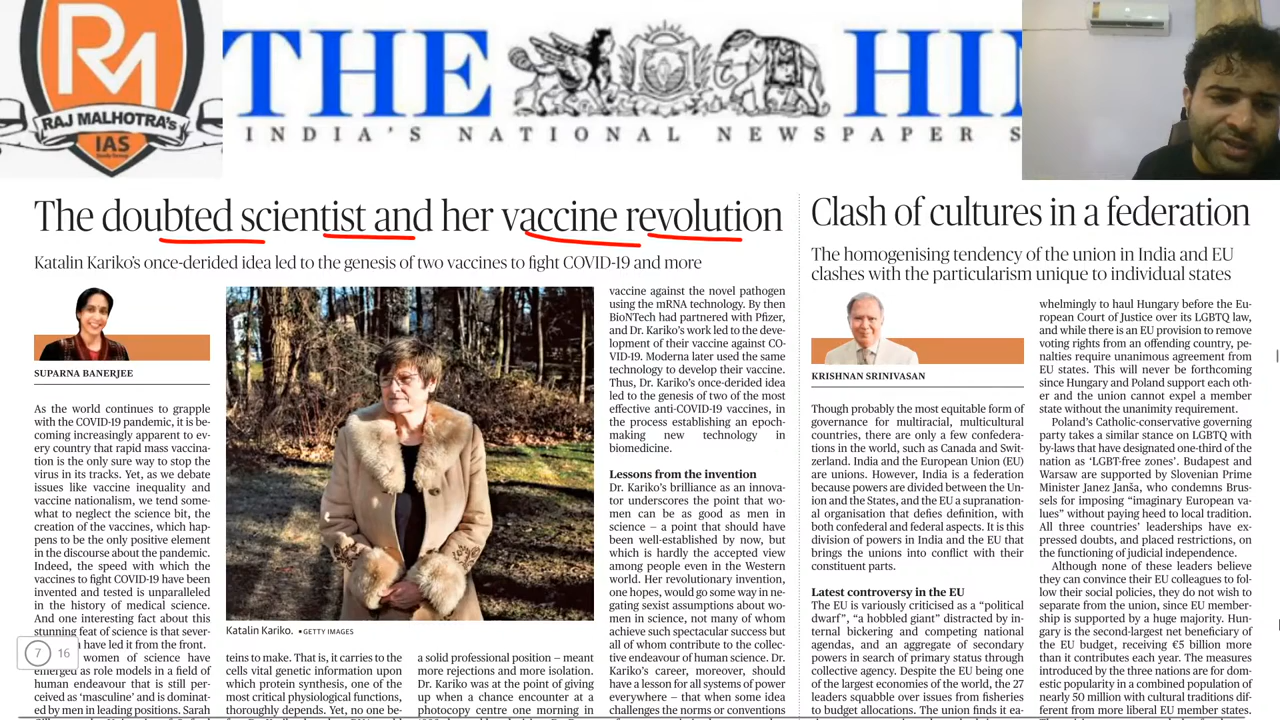 RM
RAJ MALHOTRA's
IAS
THE HI
INDIA'S NATIONAL NEWSPAPER S
The doubted scientist and her vaccine revolution
Katalin Kariko's once-derided idea led to the genesis of two vaccines to fight COVID-19 and more
SUPARNA BANERJEE
As the world continues to grapple
with the COVID-19 pandemic, it is be-
coming increasingly apparent to ev-
ery country that rapid mass vaccina-
tion is the only sure way to stop the
virus in its tracks. Yet, as we debate
issues like vaccine inequality and
vaccine nationalism, we tend some-
what to neglect the science bit, the
creation of the vaccines, which hap-
pens to be the only positive element
in the discourse about the pandemic.
Indeed, the speed with which the
vaccines to fight COVID-19 have been
invented and tested is unparalleled
in the history of medical science.
And one interesting fact about this
stunning feat of science is that sever-
have led it from the front.
women of science have
emerged as role models in a field of
human endeavour that is still per-
ceived as 'masculine' and is dominat-
ed by men in leading positions. Sarah
7 16
Katalin Kariko. • GETTY IMAGES
teins to make. That is, it carries to the
cells vital genetic information upon
which protein synthesis, one of the
most critical physiological functions,
thoroughly depends. Yet, no one be-
a solid professional position – meant
more rejections and more isolation.
Dr. Kariko was at the point of giving
up when a chance encounter at a
photocopy centre one morning in
vaccine against the novel pathogen
using the mRNA technology. By then
BioNTech had partnered with Pfizer,
and Dr. Kariko's work led to the deve-
lopment of their vaccine against CO-
VID-19. Moderna later used the same
technology to develop their vaccine.
Thus, Dr. Kariko's once-derided idea
led to the genesis of two of the most
effective anti-COVID-19 vaccines, in
the process establishing an epoch-
making new technology in
biomedicine.
Lessons from the invention
Dr. Kariko's brilliance as an innova-
tor underscores the point that wo-
men can be as good as men in
science – a point that should have
been well-established by now, but
which is hardly the accepted view
among people even in the Western
world. Her revolutionary invention,
one hopes, would go some way in ne-
gating sexist assumptions about wo-
men in science, not many of whom
achieve such spectacular success but
all of whom contribute to the collec-
tive endeavour of human science. Dr.
Kariko's career, moreover, should
have a lesson for all systems of power
everywhere – that when some idea
challenges the norms or conventions
Clash of cultures in a federation
The homogenising tendency of the union in India and EU
clashes with the particularism unique to individual states
KRISHNAN SRINIVASAN
Though probably the most equitable form of
governance for multiracial, multicultural
countries, there are only a few confedera-
tions in the world, such as Canada and Swit-
zerland. India and the European Union (EU)
are unions. However, India is a federation
because powers are divided between the Un-
ion and the States, and the EU a supranation-
al organisation that defies definition, with
both confederal and federal aspects. It is this
division of powers in India and the EU that
brings the unions into conflict with their
constituent parts.
Latest controversy in the EU
The EU is variously criticised as a “political
dwarf”, “a hobbled giant” distracted by in-
ternal bickering and competing national
agendas, and an aggregate of secondary
powers in search of primary status through
collective agency. Despite the EU being one
of the largest economies of the world, the 27
leaders squabble over issues from fisheries
to budget allocations. The union finds it ea-
whelmingly to haul Hungary before the Eu-
ropean Court of Justice over its LGBTQ law,
and while there is an EU provision to remove
voting rights from an offending country, pe-
nalties require unanimous agreement from
EU states. This will never be forthcoming
since Hungary and Poland support each oth-
er and the union cannot expel a member
state without the unanimity requirement.
Poland's Catholic-conservative governing
party takes a similar stance on LGBTQ with
by-laws that have designated one-third of the
nation as ‘LGBT-free zones’. Budapest and
Warsaw are supported by Slovenian Prime
Minister Janez Janša, who condemns Brus-
sels for imposing “imaginary European va-
lues” without paying heed to local tradition.
All three countries' leaderships have ex-
pressed doubts, and placed restrictions, on
the functioning of judicial independence.
Although none of these leaders believe
they can convince their EU colleagues to fol-
low their social policies, they do not wish to
separate from the union, since EU member-
ship is supported by a huge majority. Hun-
gary is the second-largest net beneficiary of
the EU budget, receiving €5 billion more
than it contributes each year. The measures
introduced by the three nations are for dom-
estic popularity in a combined population of
nearly 50 million with cultural traditions dif-
ferent from more liberal EU member states.